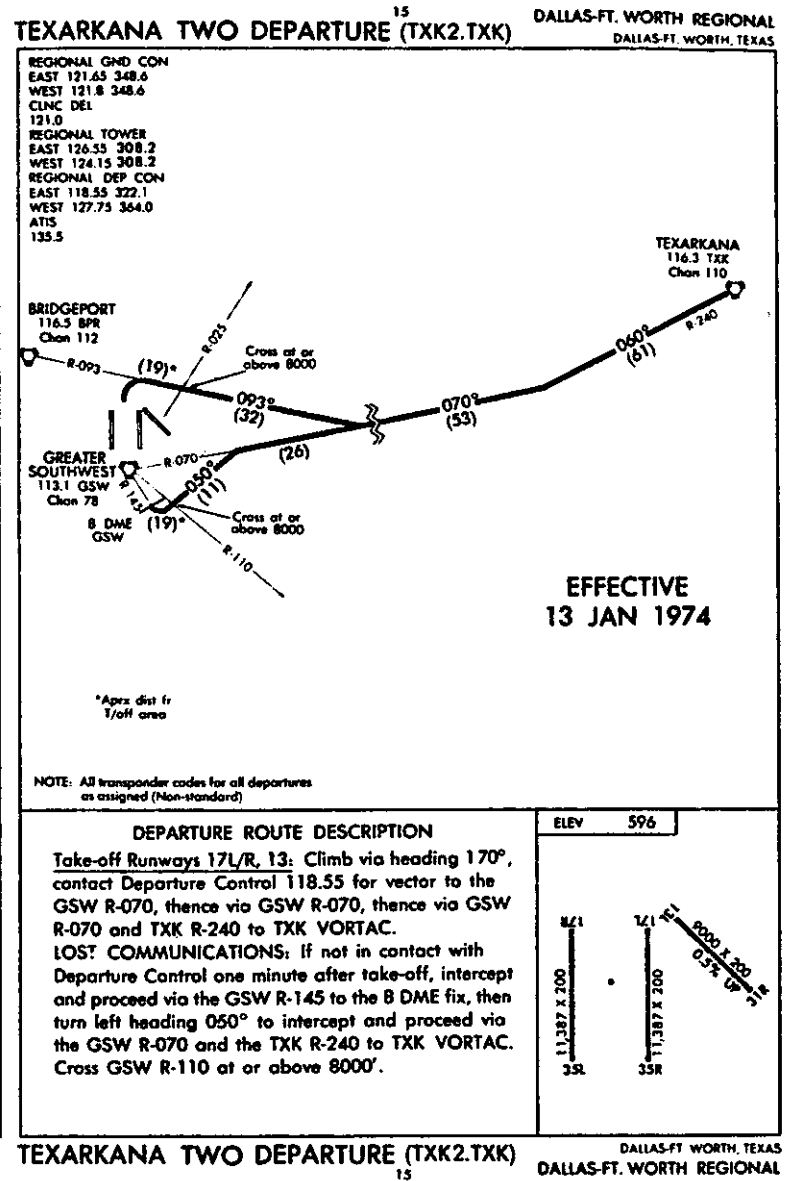 15
TEXARKANA TWO DEPARTURE (TXK2.TXK)
DALLAS-FT. WORTH REGIONAL
DALLAS-FT. WORTH, TEXAS
REGIONAL GND CON
EAST 121.65 348.6
WEST 121.8 348.6
CLNC DEL
121.0
REGIONAL TOWER
EAST 126.55 308.2
WEST 124.15 308.2
REGIONAL DEP CON
EAST 118.55 322.1
WEST 127.75 364.0
ATIS
135.5
TEXARKANA
116.3 TXK
Chan 110
R-240
060°
(61)
BRIDGEPORT
116.5 BPR
Chan 112
R-093
(19)*
R-025
Cross at or
above 8000
093°
(32)
070°
(53)
GREATER
SOUTHWEST
113.1 GSW
Chan 78
R-070
(26)
050°
(11)
R 145
8 DME
GSW
(19)*
Cross at or
above 8000
R-110
EFFECTIVE
13 JAN 1974
*Aprx dist fr
T/off area
NOTE: All transponder codes for all departures
as assigned (Non-standard)
DEPARTURE ROUTE DESCRIPTION
Take-off Runways 17L/R, 13: Climb via heading 170°,
contact Departure Control 118.55 for vector to the
GSW R-070, thence via GSW R-070, thence via GSW
R-070 and TXK R-240 to TXK VORTAC.
LOST COMMUNICATIONS: If not in contact with
Departure Control one minute after take-off, intercept
and proceed via the GSW R-145 to the 8 DME fix, then
turn left heading 050° to intercept and proceed via
the GSW R-070 and the TXK R-240 to TXK VORTAC.
Cross GSW R-110 at or above 8000'.
ELEV 596
17R
17L
13L
9000 X 200
0.5% UP
31R
11,387 X 200
11,387 X 200
35L
35R
TEXARKANA TWO DEPARTURE (TXK2.TXK)
15
DALLAS-FT WORTH, TEXAS
DALLAS-FT. WORTH REGIONAL